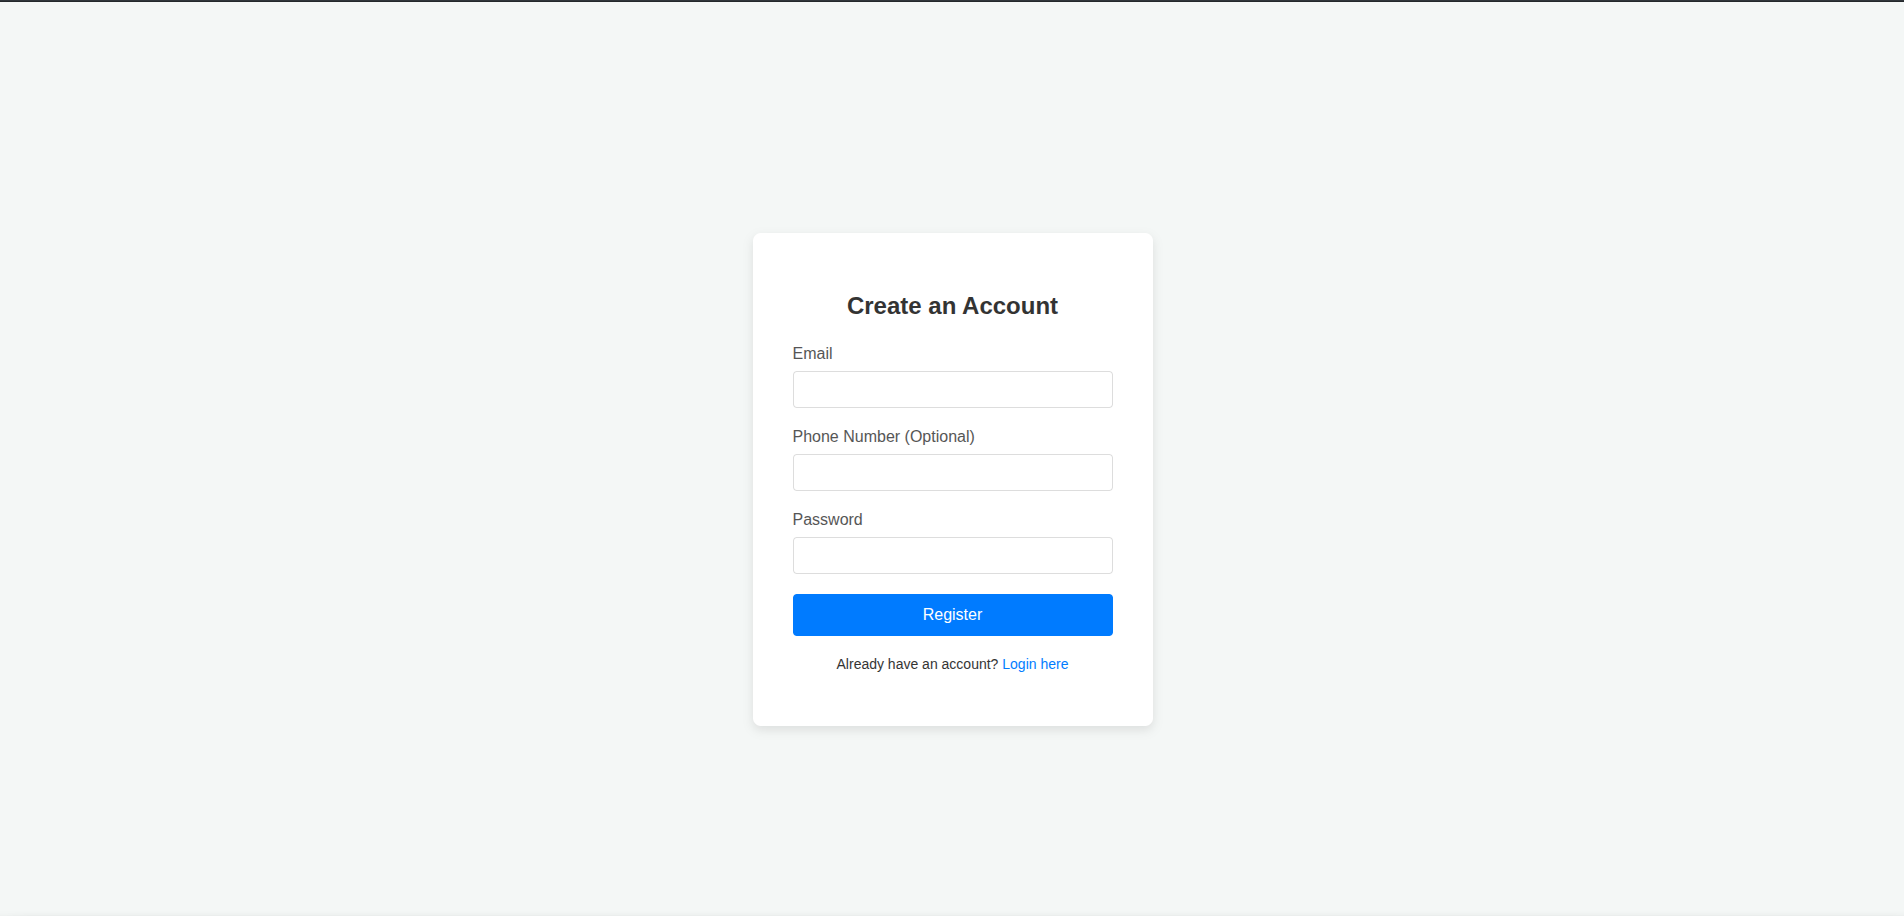 Create an Account
Email
Phone Number (Optional)
Password
Register
Already have an account? Login here